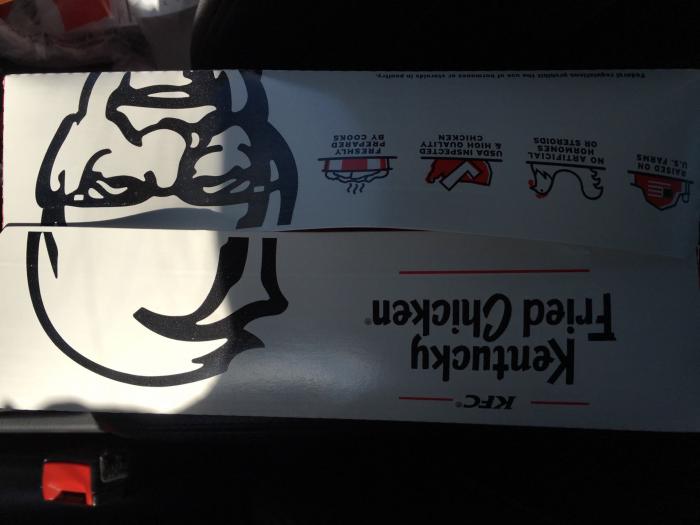 KFC®
Kentucky
Fried Chicken®
RAISED ON
U.S. FARMS
NO ARTIFICIAL
HORMONES
OR STEROIDS
USDA INSPECTED
& HIGH QUALITY
CHICKEN
FRESHLY
PREPARED
BY COOKS
Federal regulations prohibit the use of hormones or steroids in poultry.